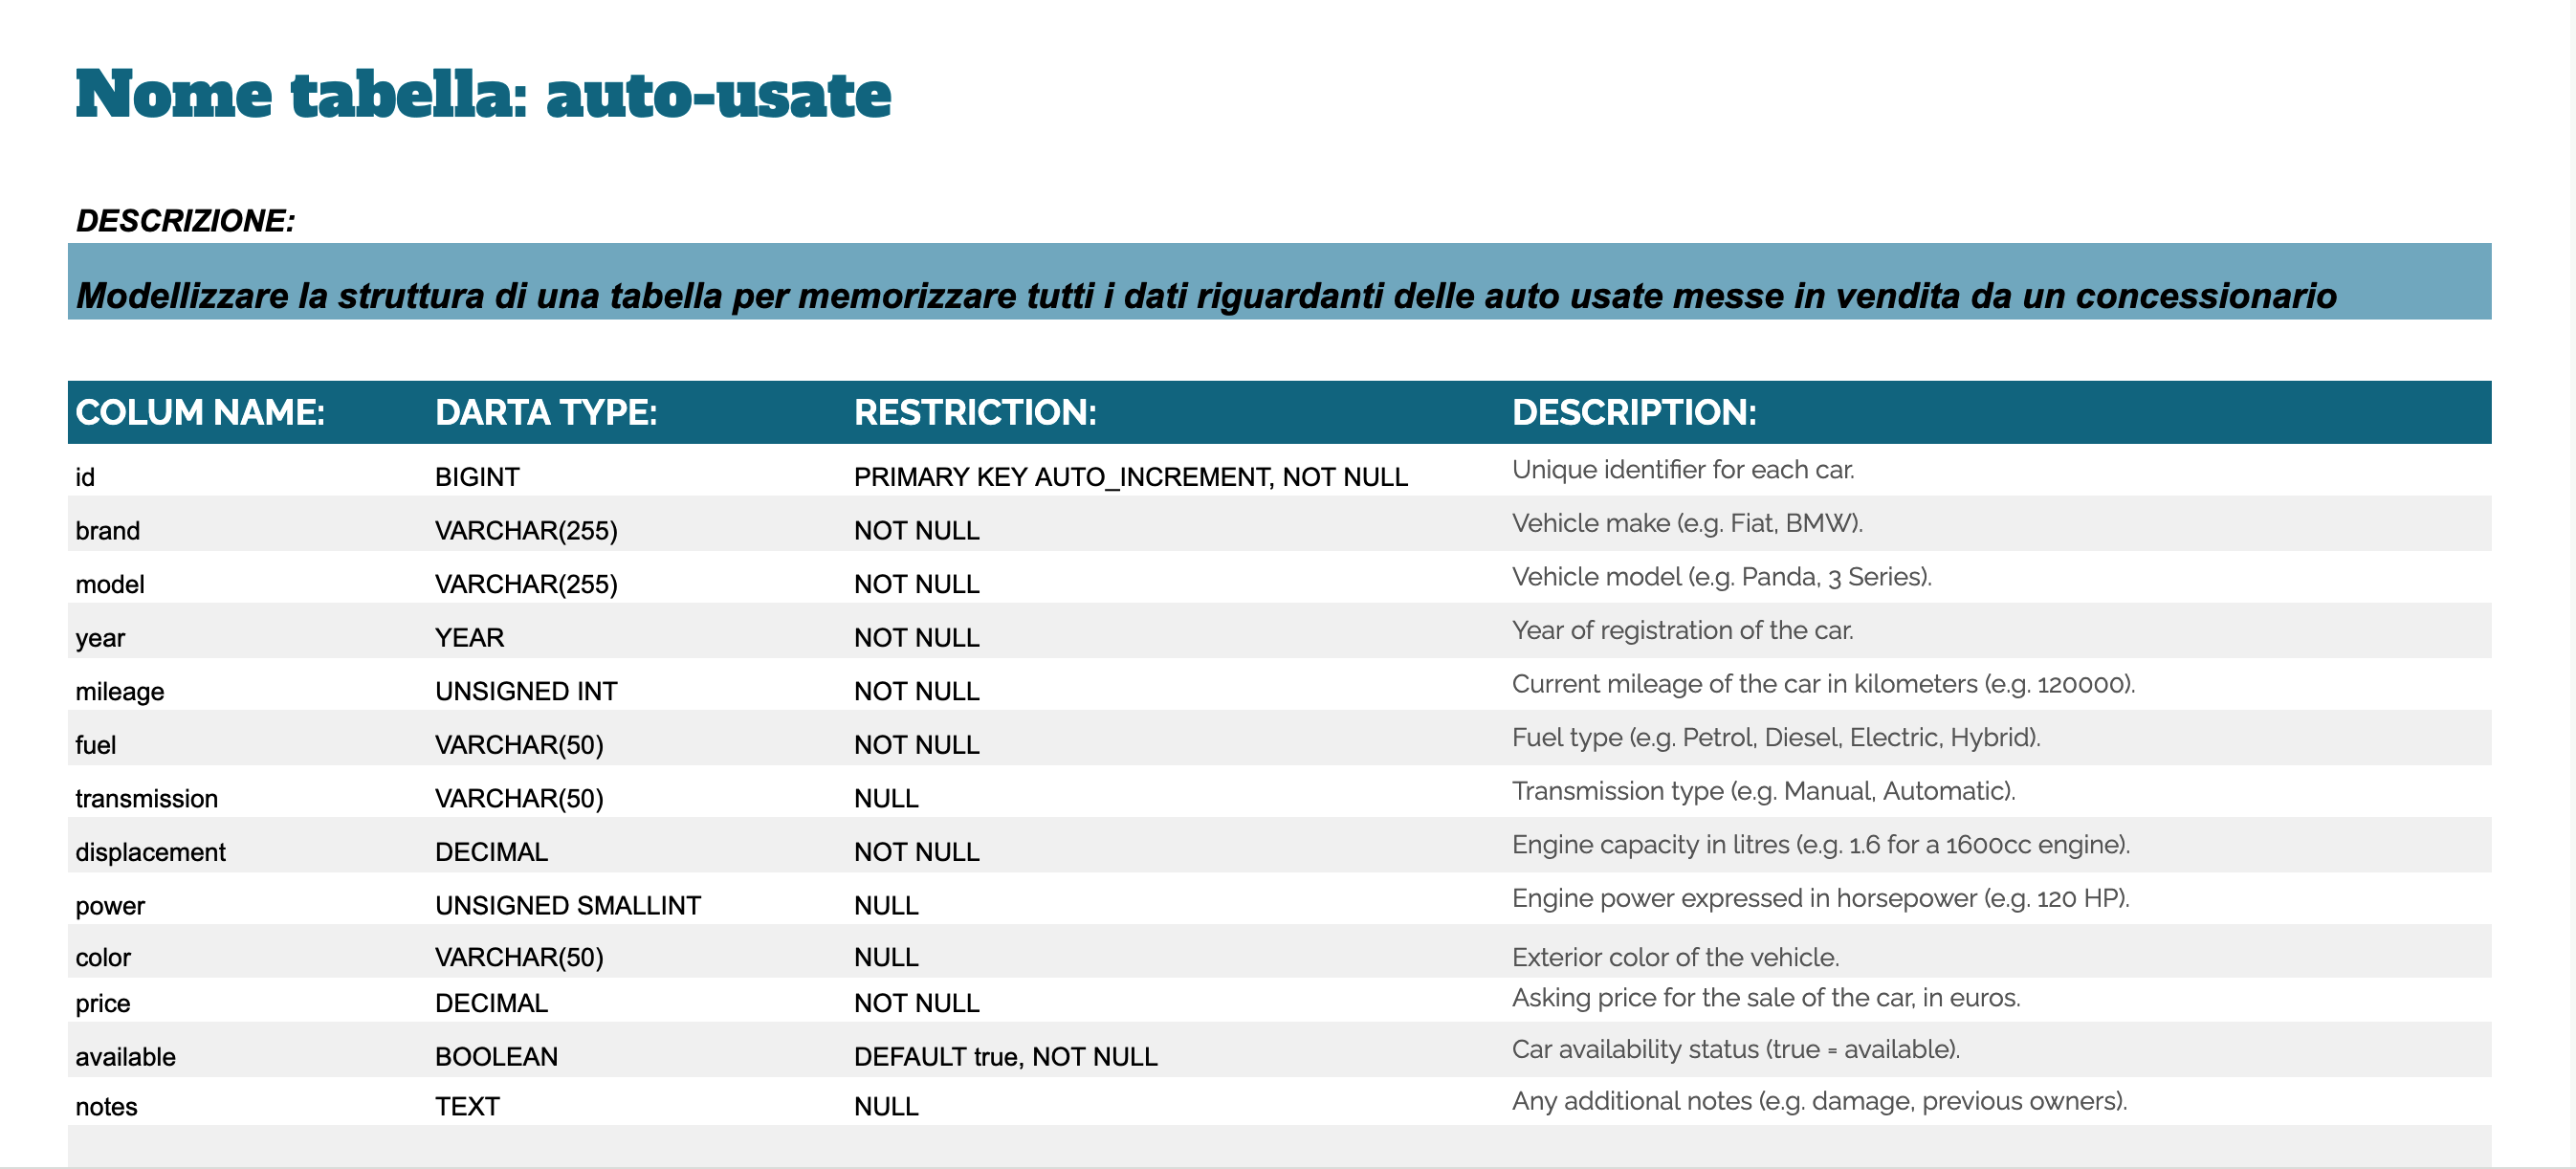 Nome tabella: auto-usate
DESCRIZIONE:
Modellizzare la struttura di una tabella per memorizzare tutti i dati riguardanti delle auto usate messe in vendita da un concessionario
COLUM NAME: DARTA TYPE: RESTRICTION: DESCRIPTION:
id BIGINT PRIMARY KEY AUTO_INCREMENT, NOT NULL Unique identifier for each car.
brand VARCHAR(255) NOT NULL Vehicle make (e.g. Fiat, BMW).
model VARCHAR(255) NOT NULL Vehicle model (e.g. Panda, 3 Series).
year YEAR NOT NULL Year of registration of the car.
mileage UNSIGNED INT NOT NULL Current mileage of the car in kilometers (e.g. 120000).
fuel VARCHAR(50) NOT NULL Fuel type (e.g. Petrol, Diesel, Electric, Hybrid).
transmission VARCHAR(50) NULL Transmission type (e.g. Manual, Automatic).
displacement DECIMAL NOT NULL Engine capacity in litres (e.g. 1.6 for a 1600cc engine).
power UNSIGNED SMALLINT NULL Engine power expressed in horsepower (e.g. 120 HP).
color VARCHAR(50) NULL Exterior color of the vehicle.
price DECIMAL NOT NULL Asking price for the sale of the car, in euros.
available BOOLEAN DEFAULT true, NOT NULL Car availability status (true = available).
notes TEXT NULL Any additional notes (e.g. damage, previous owners).